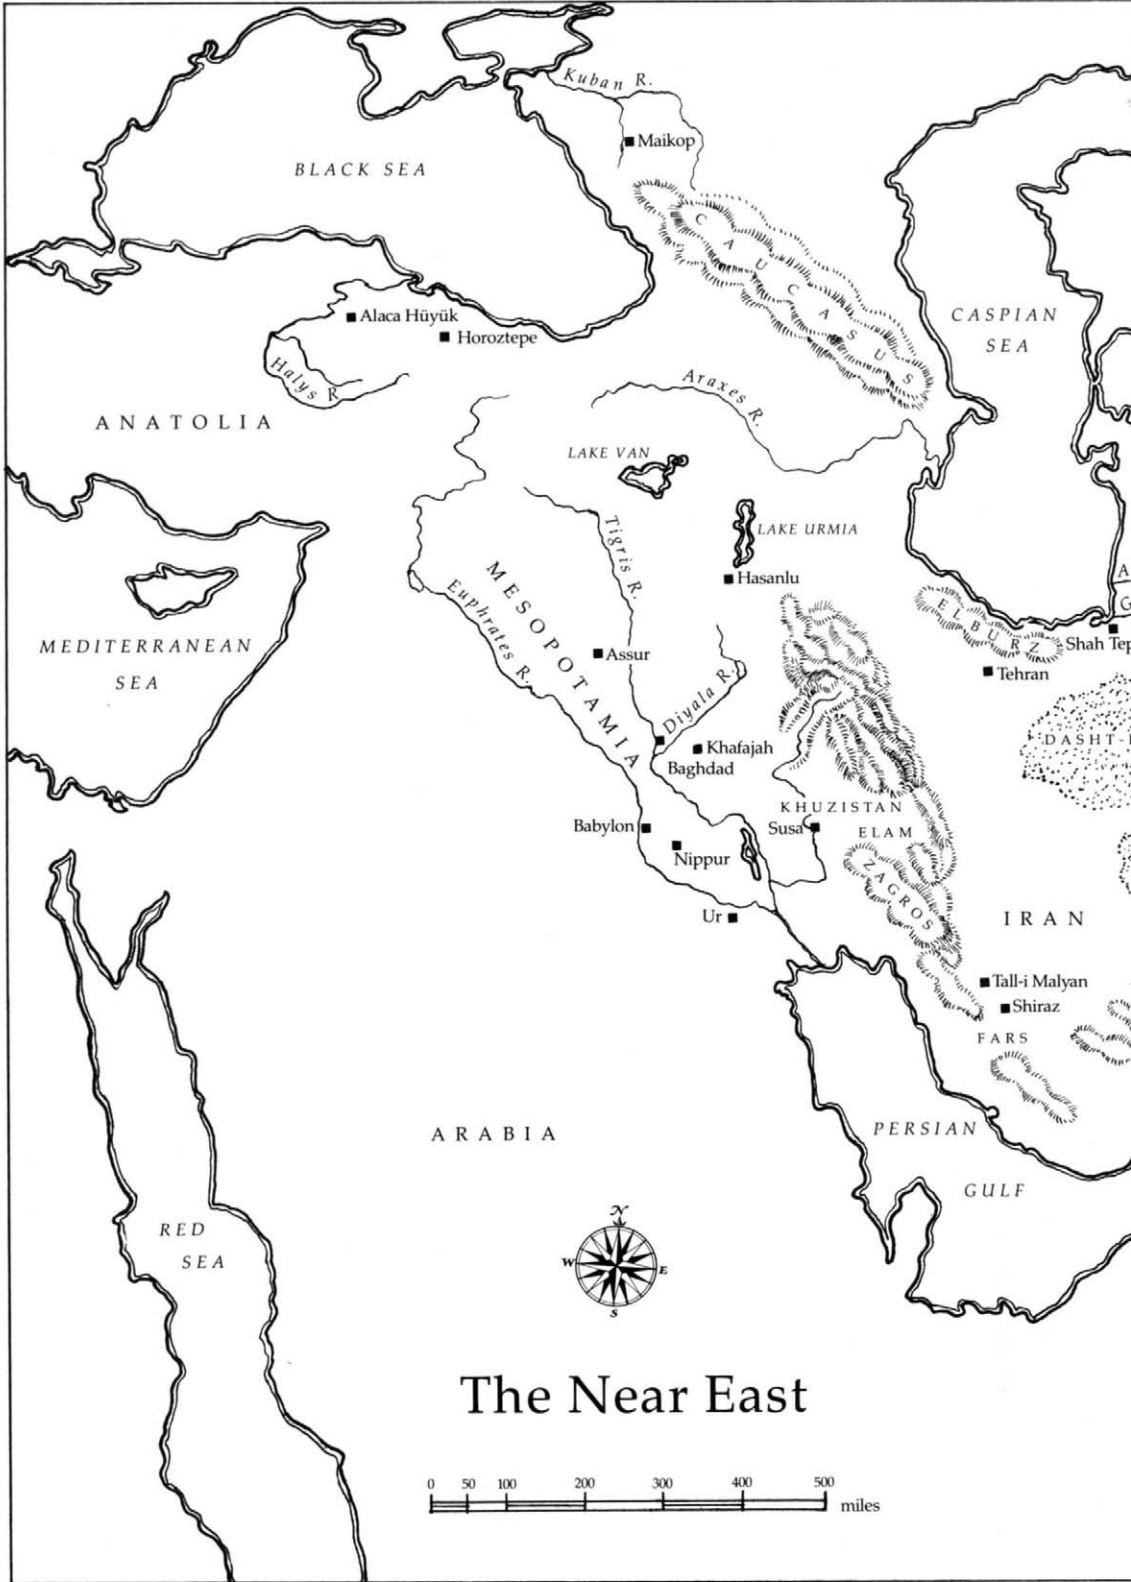 Kuban R.
Maikop
BLACK SEA
CAUCASUS
CASPIAN
SEA
Alaca Hüyük
Horoztepe
Halys R
Araxes R.
ANATOLIA
LAKE VAN
LAKE URMIA
Tigris R.
Hasanlu
MESOPOTAMIA
Euphrates R.
ELBURZ
A
G
Shah Tep
MEDITERRANEAN
SEA
Assur
Tehran
Diyala R.
DASHT-
Khafajah
Baghdad
KHUZISTAN
Babylon
Susa
ELAM
Nippur
ZAGROS
Ur
IRAN
Tall-i Malyan
Shiraz
FARS
ARABIA
PERSIAN
GULF
RED
SEA
N
W
E
S
The Near East
0 50 100 200 300 400 500
miles